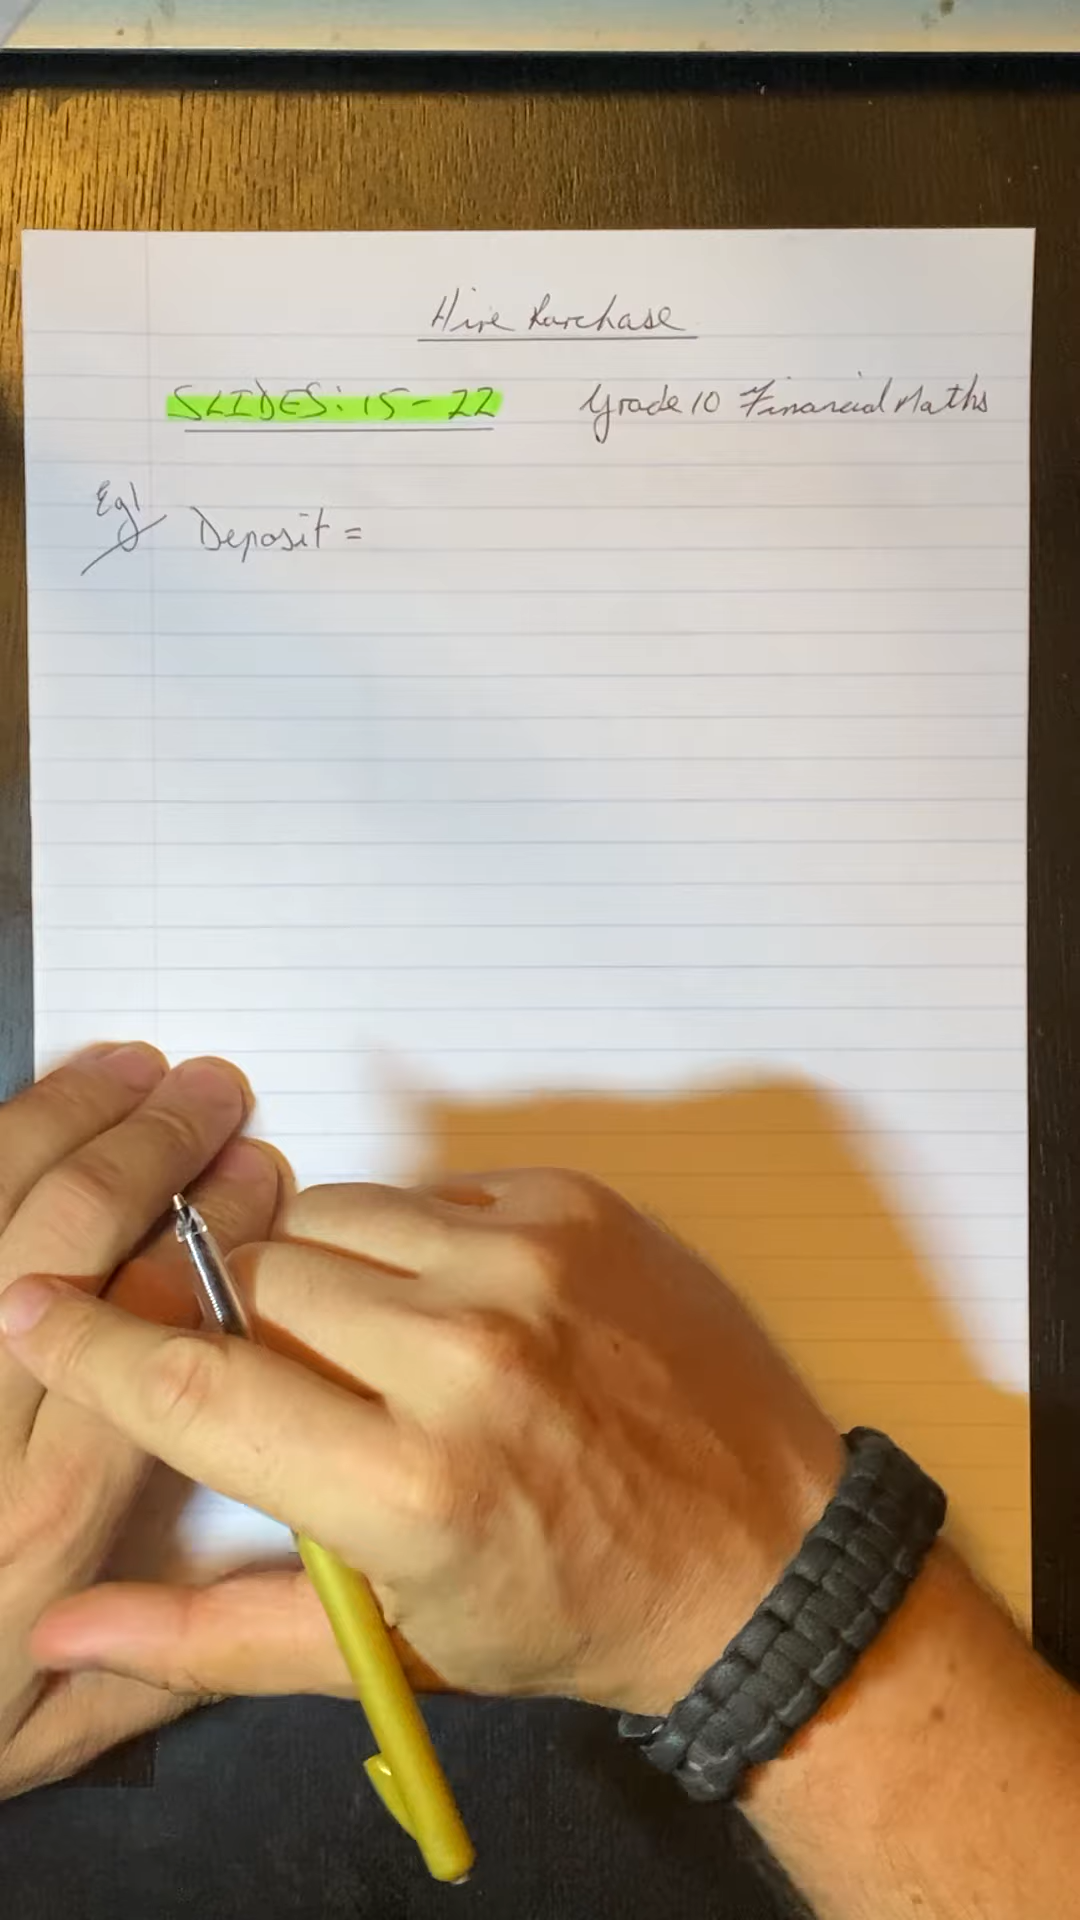 Hire Purchase
SLIDES: 15-22 Grade 10 Financial Maths
Eg1 Deposit =